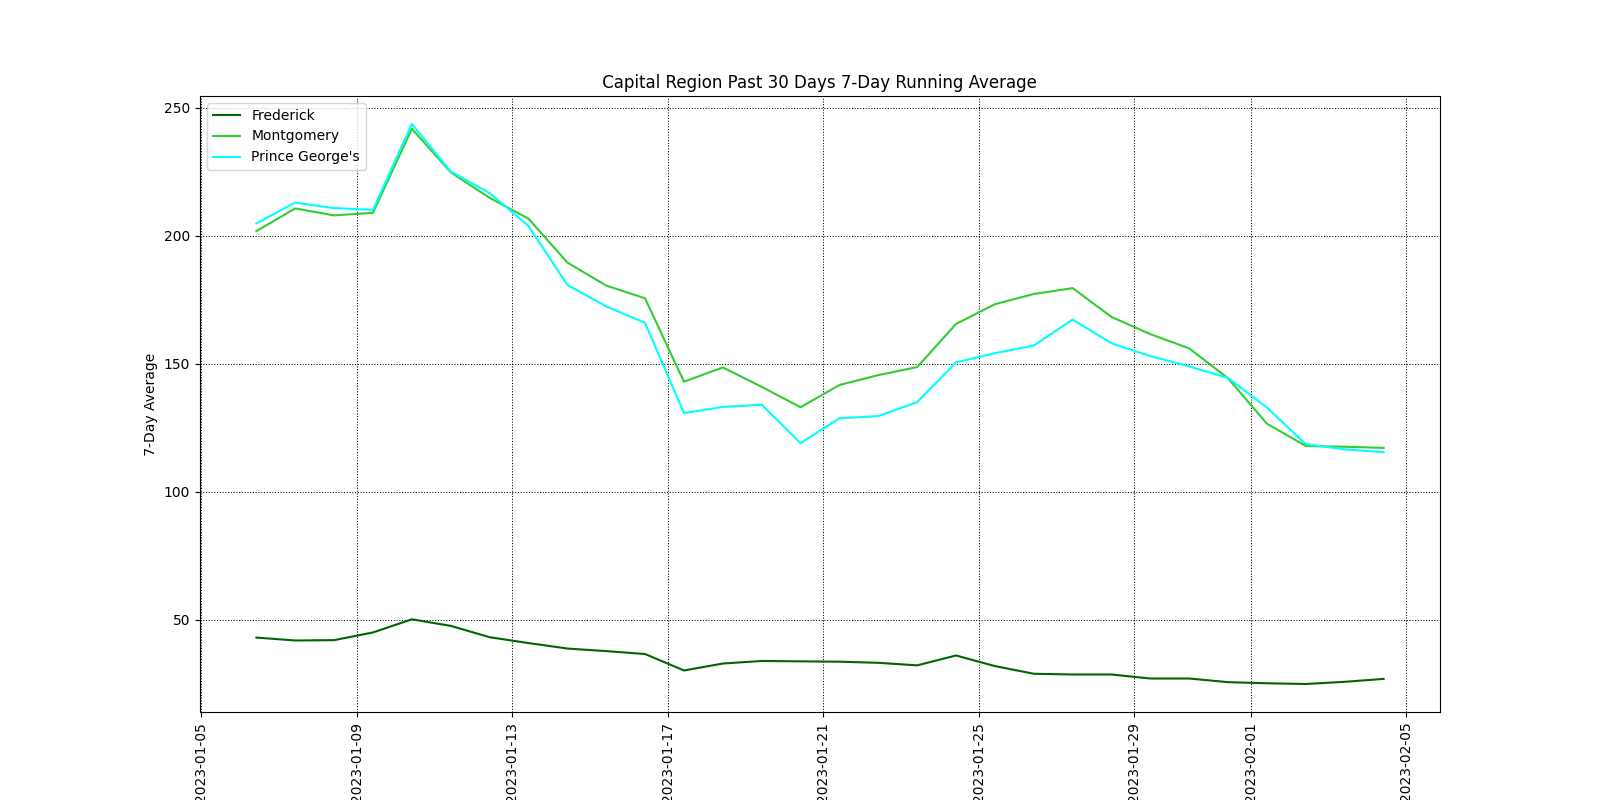 Capital Region Past 30 Days 7-Day Running Average
Frederick
Montgomery
Prince George's
7-Day Average
250
200
150
100
50
2023-01-05
2023-01-09
2023-01-13
2023-01-17
2023-01-21
2023-01-25
2023-01-29
2023-02-01
2023-02-05